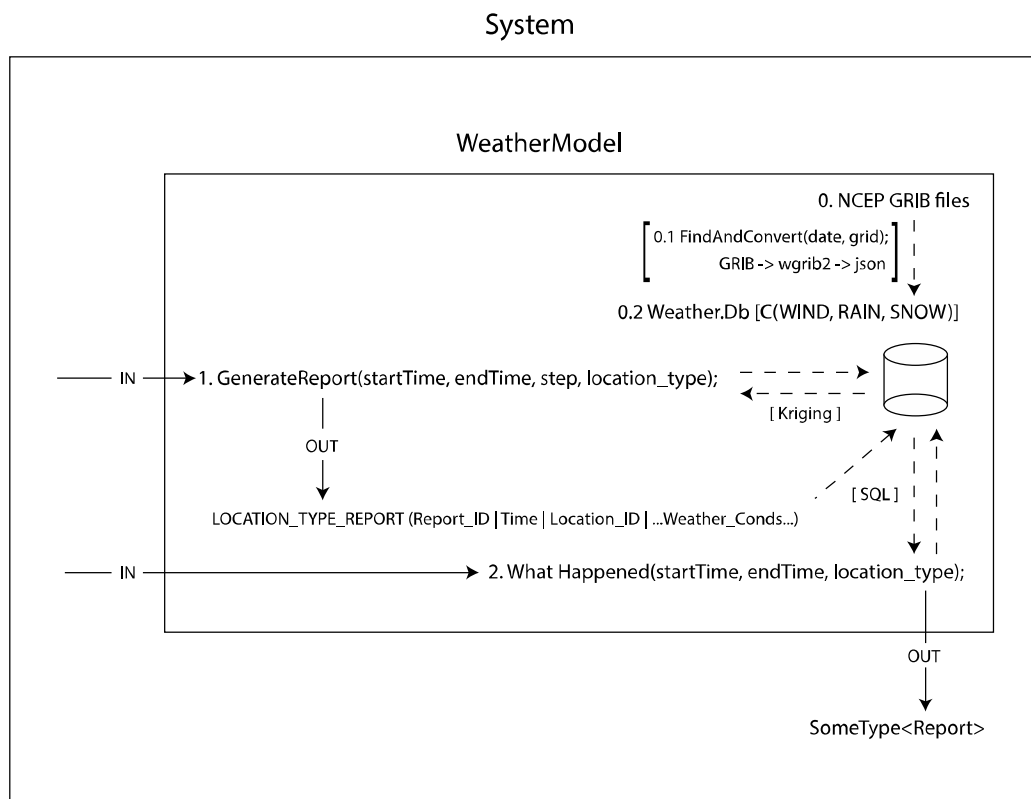 System
WeatherModel
0. NCEP GRIB files
0.1 FindAndConvert(date, grid);
GRIB -> wgrib2 -> json
0.2 Weather.Db [C(WIND, RAIN, SNOW)]
IN
1. GenerateReport(startTime, endTime, step, location_type);
[ Kriging ]
OUT
[ SQL ]
LOCATION_TYPE_REPORT (Report_ID | Time | Location_ID | ...Weather_Conds...)
IN
2. What Happened(startTime, endTime, location_type);
OUT
SomeType<Report>